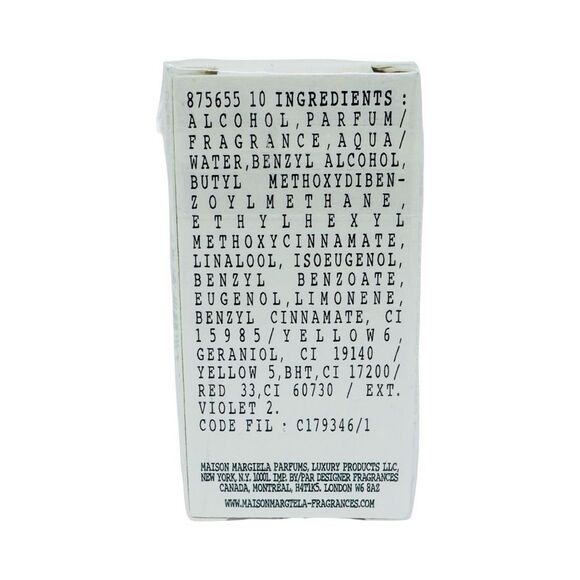 875655 10 INGREDIENTS :
ALCOHOL, PARFUM/
FRAGRANCE, AQUA/
WATER, BENZYL ALCOHOL,
BUTYL METHOXYDIBEN-
ZOYLMETHANE,
ETHYLHEXYL
METHOXYCINNAMATE,
LINALOOL, ISOEUGENOL,
BENZYL BENZOATE,
EUGENOL, LIMONENE,
BENZYL CINNAMATE, CI
15985/YELLOW6,
GERANIOL, CI 19140 /
YELLOW 5, BHT, CI 17200/
RED 33, CI 60730 / EXT.
VIOLET 2.
CODE FIL : C179346/1
MAISON MARGIELA PARFUMS, LUXURY PRODUCTS LLC,
NEW YORK, N.Y. 10001. IMP. BY/PAR DESIGNER FRAGRANCES
CANADA, MONTRÉAL, H4T1K5. LONDON W6 8AZ
WWW.MAISONMARGIELA-FRAGRANCES.COM